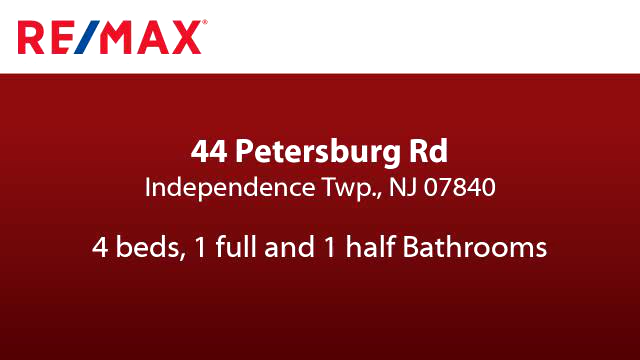 RE/MAX®
44 Petersburg Rd
Independence Twp., NJ 07840
4 beds, 1 full and 1 half Bathrooms